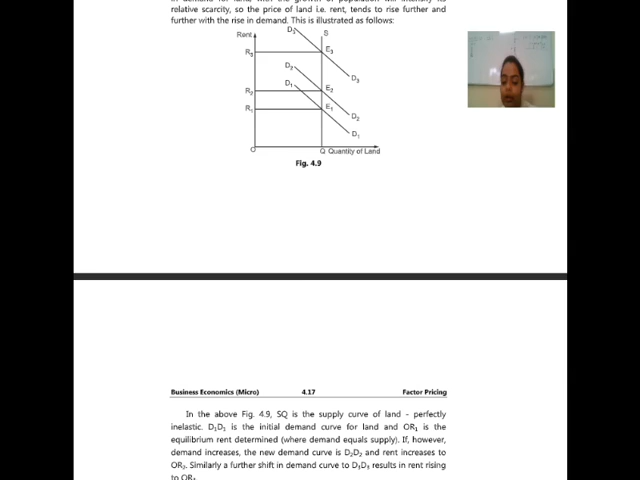 in demand for land, with the growth of population will intensify its
relative scarcity, so the price of land i.e. rent, tends to rise further and
further with the rise in demand. This is illustrated as follows:
Rent
D3
S
R3
E3
D2
D3
D1
R2
E2
R1
E1
D2
D1
O
Q Quantity of Land
Fig. 4.9
Business Economics (Micro) 4.17 Factor Pricing
In the above Fig. 4.9, SQ is the supply curve of land - perfectly
inelastic. D1D1 is the initial demand curve for land and OR1 is the
equilibrium rent determined (where demand equals supply). If, however,
demand increases, the new demand curve is D2D2 and rent increases to
OR2. Similarly a further shift in demand curve to D3D3 results in rent rising
to OR3.